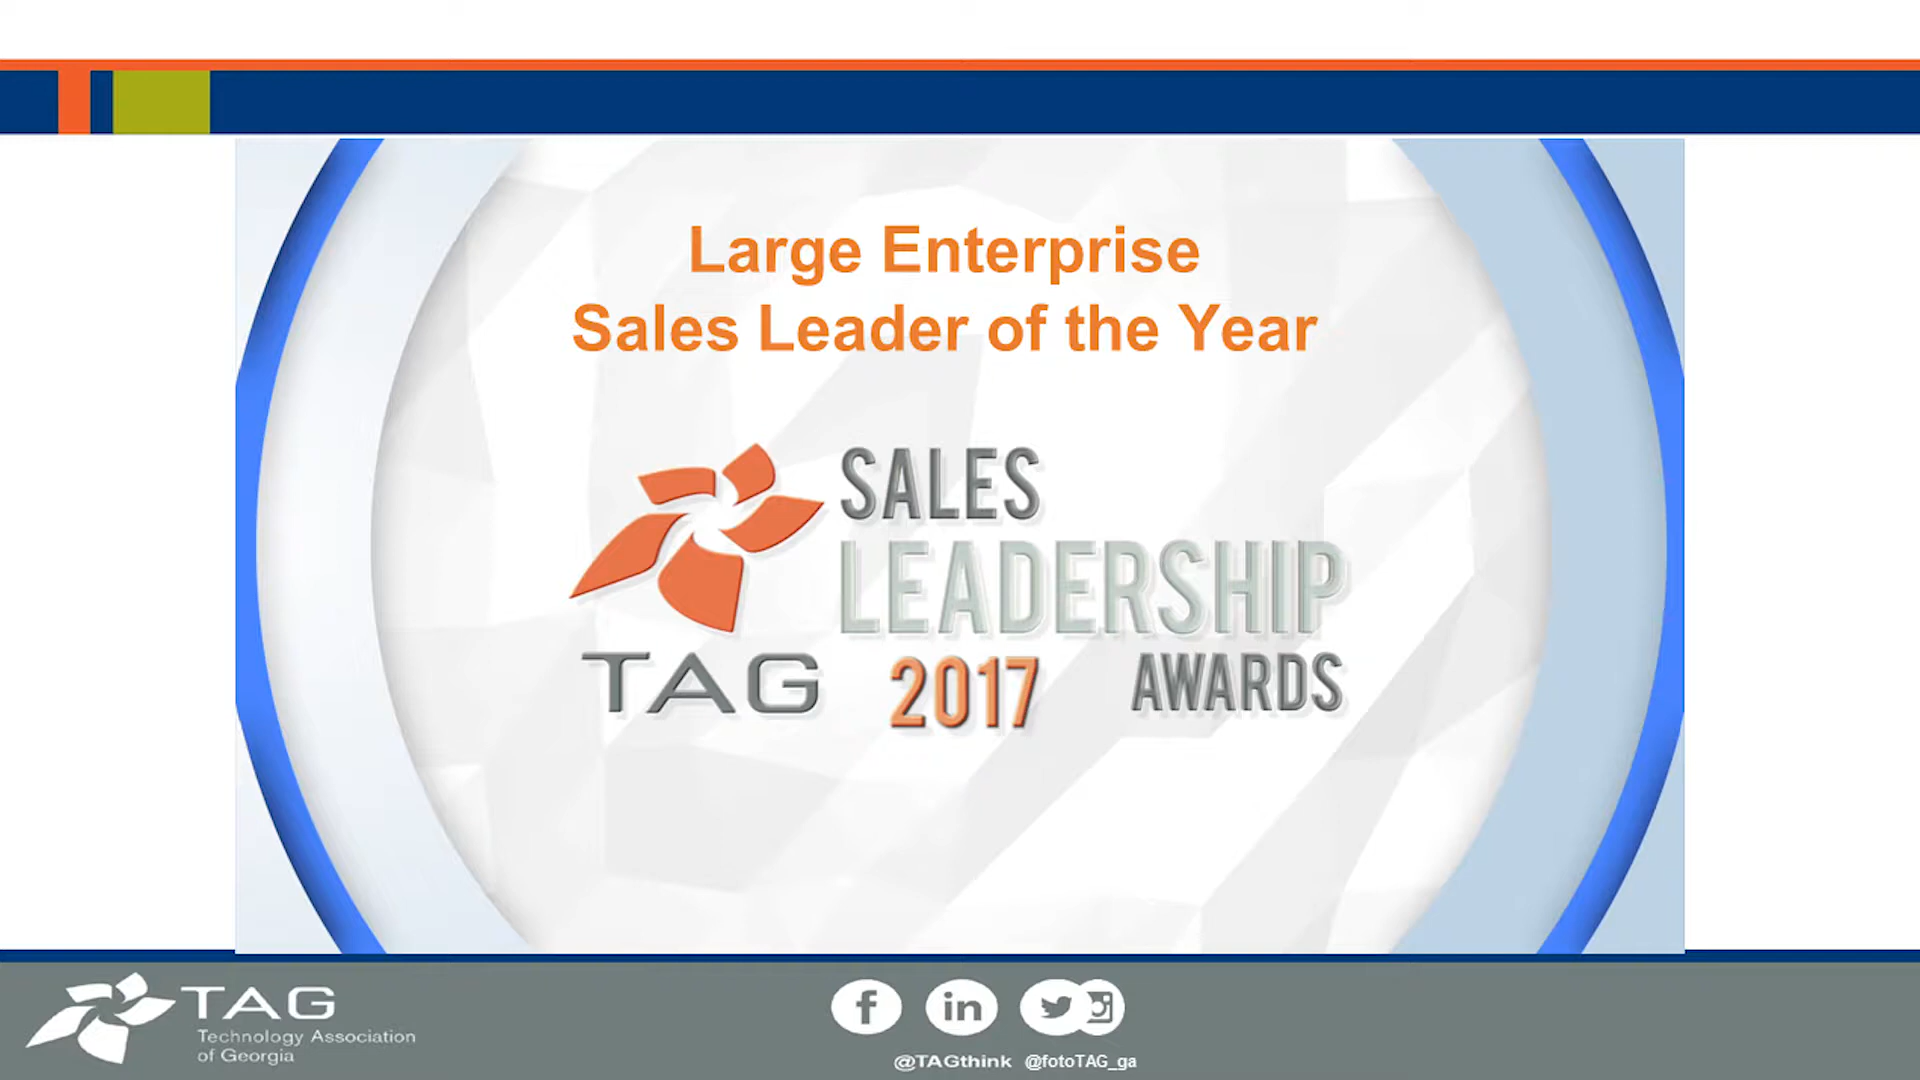 Large Enterprise
Sales Leader of the Year
SALES
LEADERSHIP
TAG 2017 AWARDS
TAG
Technology Association
of Georgia
@TAGthink @fotoTAG_ga